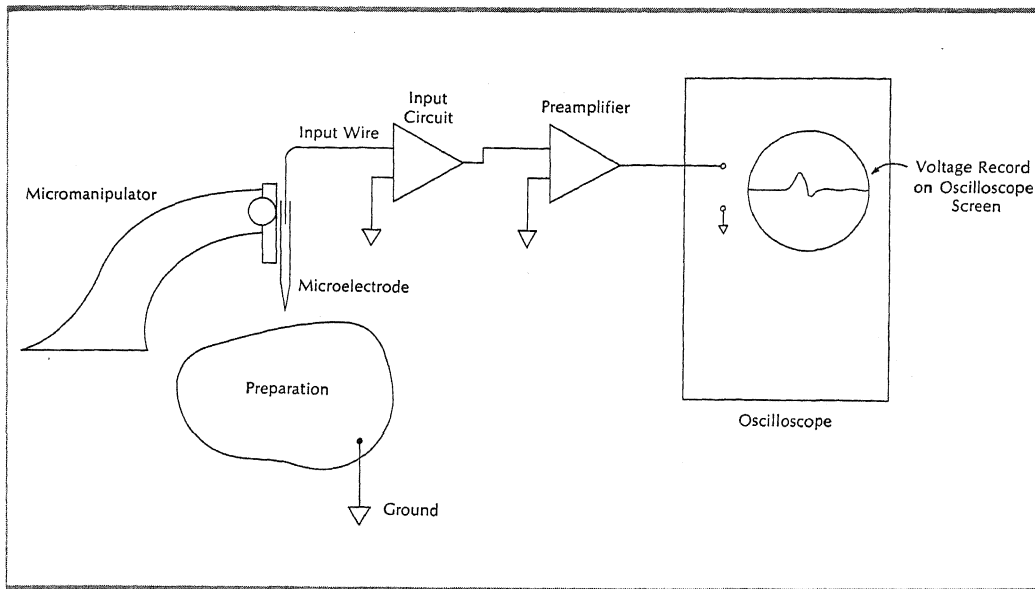 Input
Circuit
Preamplifier
Input Wire
Voltage Record
on Oscilloscope
Screen
Micromanipulator
Microelectrode
Preparation
Oscilloscope
Ground